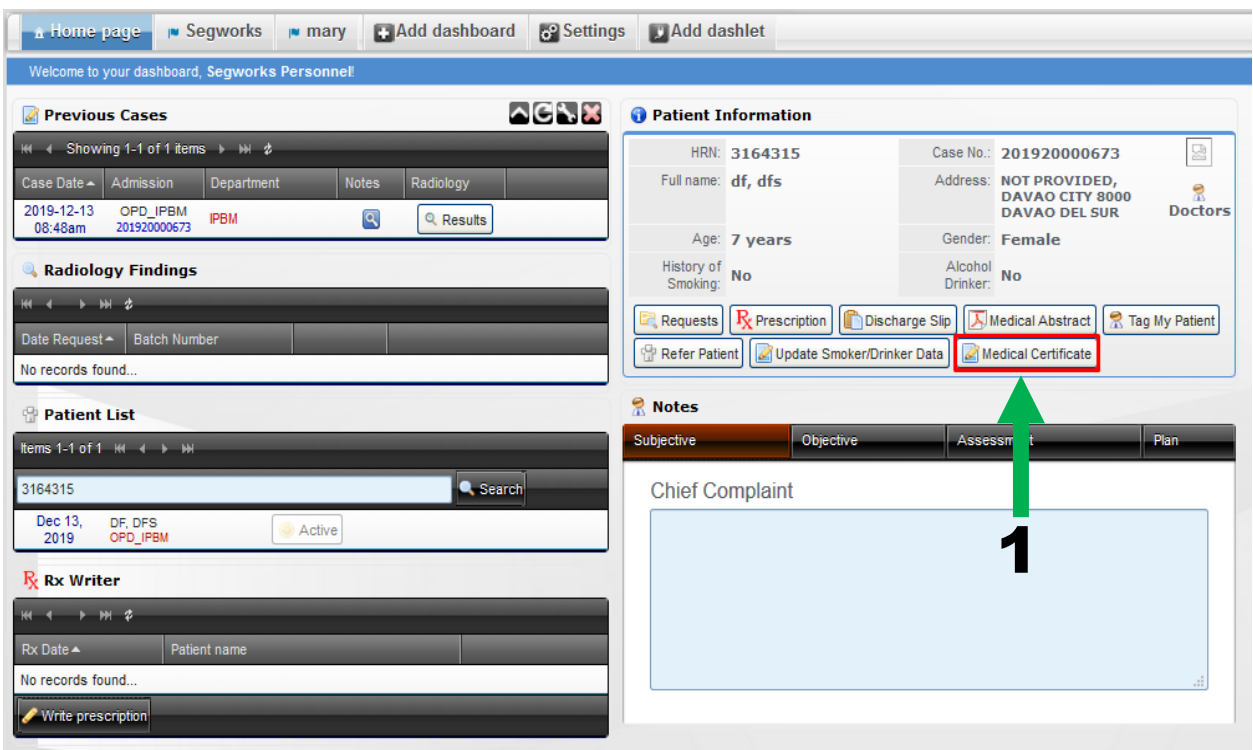 Home page Segworks mary Add dashboard Settings Add dashlet
Welcome to your dashboard, Segworks Personnel!
Previous Cases
Showing 1-1 of 1 items
Case Date Admission Department Notes Radiology
2019-12-13 08:48am OPD_IPBM 201920000673 IPBM Results
Radiology Findings
Date Request Batch Number
No records found...
Patient List
Items 1-1 of 1
3164315 Search
Dec 13, 2019 DF, DFS OPD_IPBM Active
Rx Rx Writer
Rx Date Patient name
No records found...
Write prescription
Patient Information
HRN: 3164315 Case No.: 201920000673
Full name: df, dfs Address: NOT PROVIDED,
DAVAO CITY 8000
DAVAO DEL SUR
Doctors
Age: 7 years Gender: Female
History of Smoking: No Alcohol Drinker: No
Requests Rx Prescription Discharge Slip Medical Abstract Tag My Patient
Refer Patient Update Smoker/Drinker Data Medical Certificate
Notes
Subjective Objective Plan
Chief Complaint
1